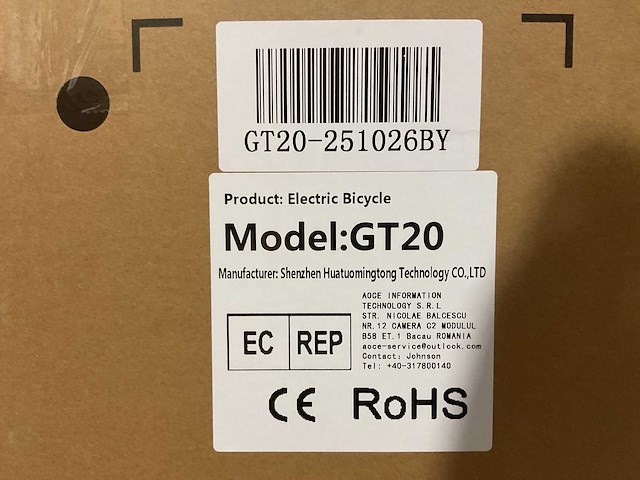 GT20-251026BY
Product: Electric Bicycle
Model:GT20
Manufacturer: Shenzhen Huatuomingtong Technology CO.,LTD
EC REP
AOCE INFORMATION
TECHNOLOGY S.R.L
STR. NICOLAE BALCESCU
NR.12 CAMERA C2 MODULUL
B58 ET.1 Bacau ROMANIA
aoce-service@outlook.com
Contact: Johnson
Tel: +40-317800140
CE RoHS